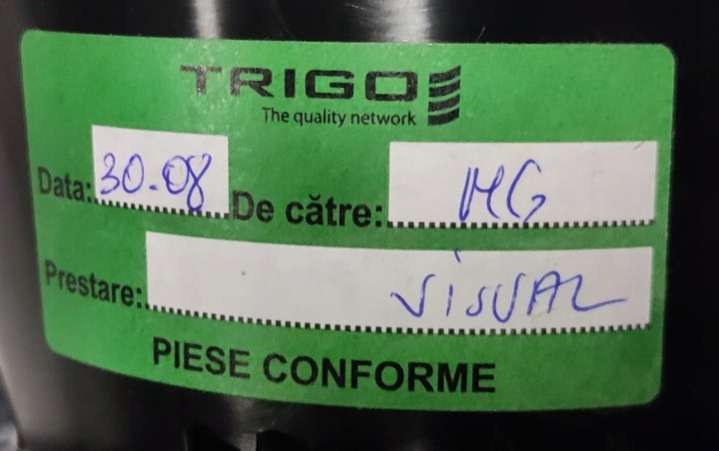 TRIGO
The quality network
Data: 30.08 De către: MG
Prestare: VISUAL
PIESE CONFORME